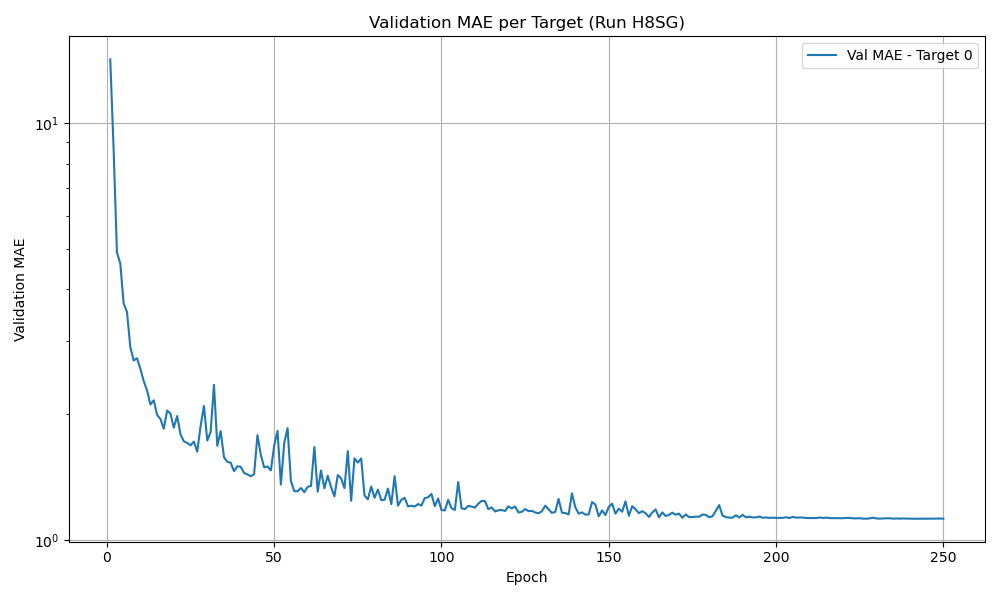 Validation MAE per Target (Run H8SG)
Val MAE - Target 0
10¹
10⁰
Validation MAE
0 50 100 150 200 250
Epoch